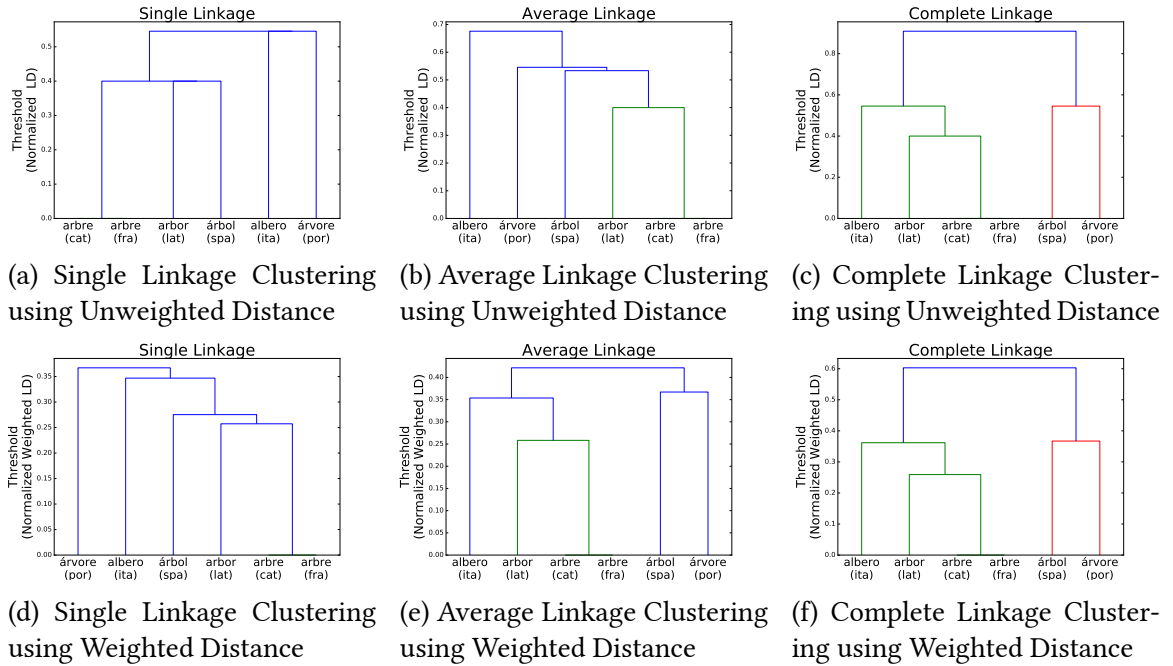 Single Linkage
Threshold
(Normalized LD)
0.5
0.4
0.3
0.2
0.1
0.0
arbre
(cat)
arbre
(fra)
arbor
(lat)
árbol
(spa)
albero
(ita)
árvore
(por)
(a) Single Linkage Clustering
using Unweighted Distance
Average Linkage
Threshold
(Normalized LD)
0.7
0.6
0.5
0.4
0.3
0.2
0.1
0.0
albero
(ita)
árvore
(por)
árbol
(spa)
arbor
(lat)
arbre
(cat)
arbre
(fra)
(b) Average Linkage Clustering
using Unweighted Distance
Complete Linkage
Threshold
(Normalized LD)
0.8
0.6
0.4
0.2
0.0
albero
(ita)
arbor
(lat)
arbre
(cat)
arbre
(fra)
árbol
(spa)
árvore
(por)
(c) Complete Linkage Cluster-
ing using Unweighted Distance
Single Linkage
Threshold
(Normalized Weighted LD)
0.35
0.30
0.25
0.20
0.15
0.10
0.05
0.00
árvore
(por)
albero
(ita)
árbol
(spa)
arbor
(lat)
arbre
(cat)
arbre
(fra)
(d) Single Linkage Clustering
using Weighted Distance
Average Linkage
Threshold
(Normalized Weighted LD)
0.40
0.35
0.30
0.25
0.20
0.15
0.10
0.05
0.00
albero
(ita)
arbor
(lat)
arbre
(cat)
arbre
(fra)
árbol
(spa)
árvore
(por)
(e) Average Linkage Clustering
using Weighted Distance
Complete Linkage
Threshold
(Normalized Weighted LD)
0.6
0.5
0.4
0.3
0.2
0.1
0.0
albero
(ita)
arbor
(lat)
arbre
(cat)
arbre
(fra)
árbol
(spa)
árvore
(por)
(f) Complete Linkage Cluster-
ing using Weighted Distance